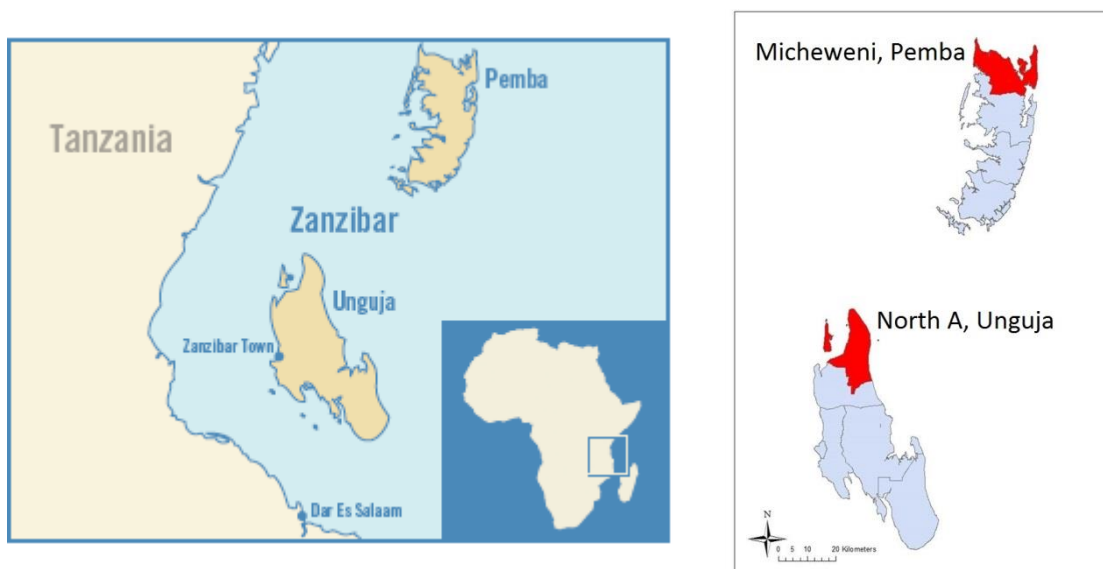 Pemba
Tanzania
Zanzibar
Unguja
Zanzibar Town
Dar Es Salaam
Micheweni, Pemba
North A, Unguja
N
0 5 10 20 Kilometers